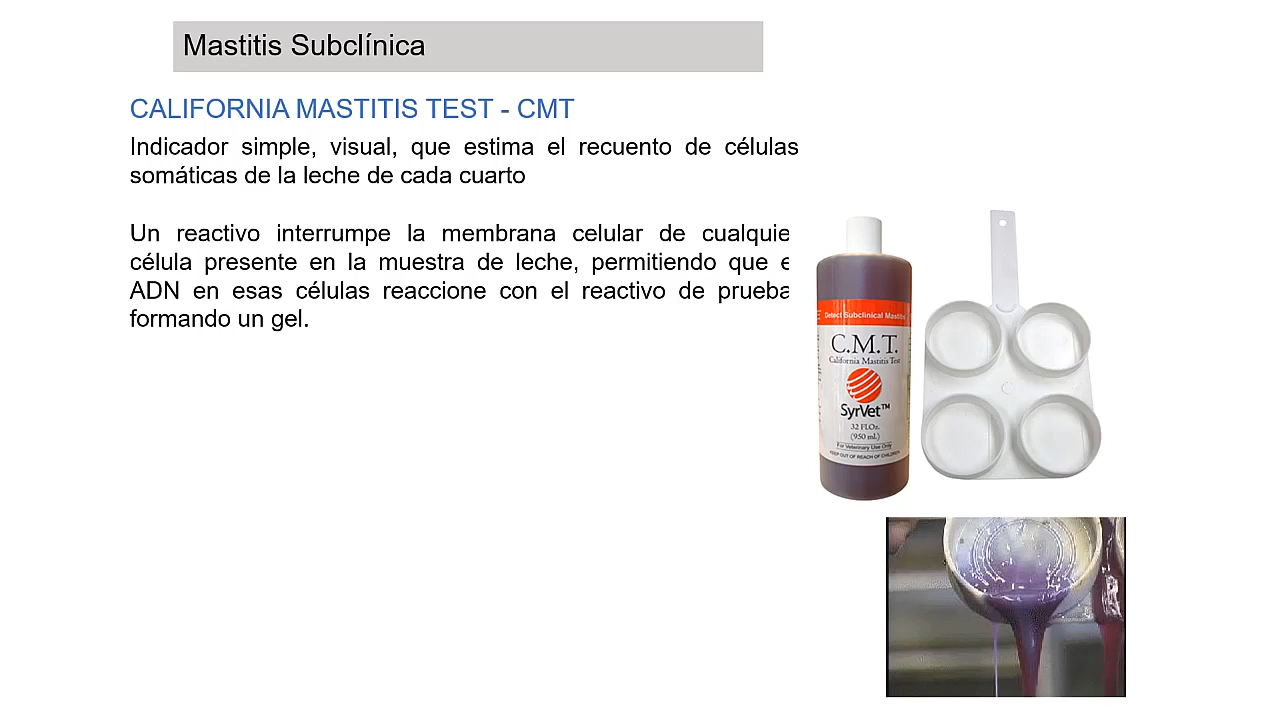 Mastitis Subclínica
CALIFORNIA MASTITIS TEST - CMT
Indicador simple, visual, que estima el recuento de células
somáticas de la leche de cada cuarto
Un reactivo interrumpe la membrana celular de cualquie
célula presente en la muestra de leche, permitiendo que e
ADN en esas células reaccione con el reactivo de prueba
formando un gel.
Detect Subclinical Mastitis
C.M.T.
California Mastitis Test
SyrVet™
32 FLOz.
(950 mL)
For Veterinary Use Only
KEEP OUT OF REACH OF CHILDREN